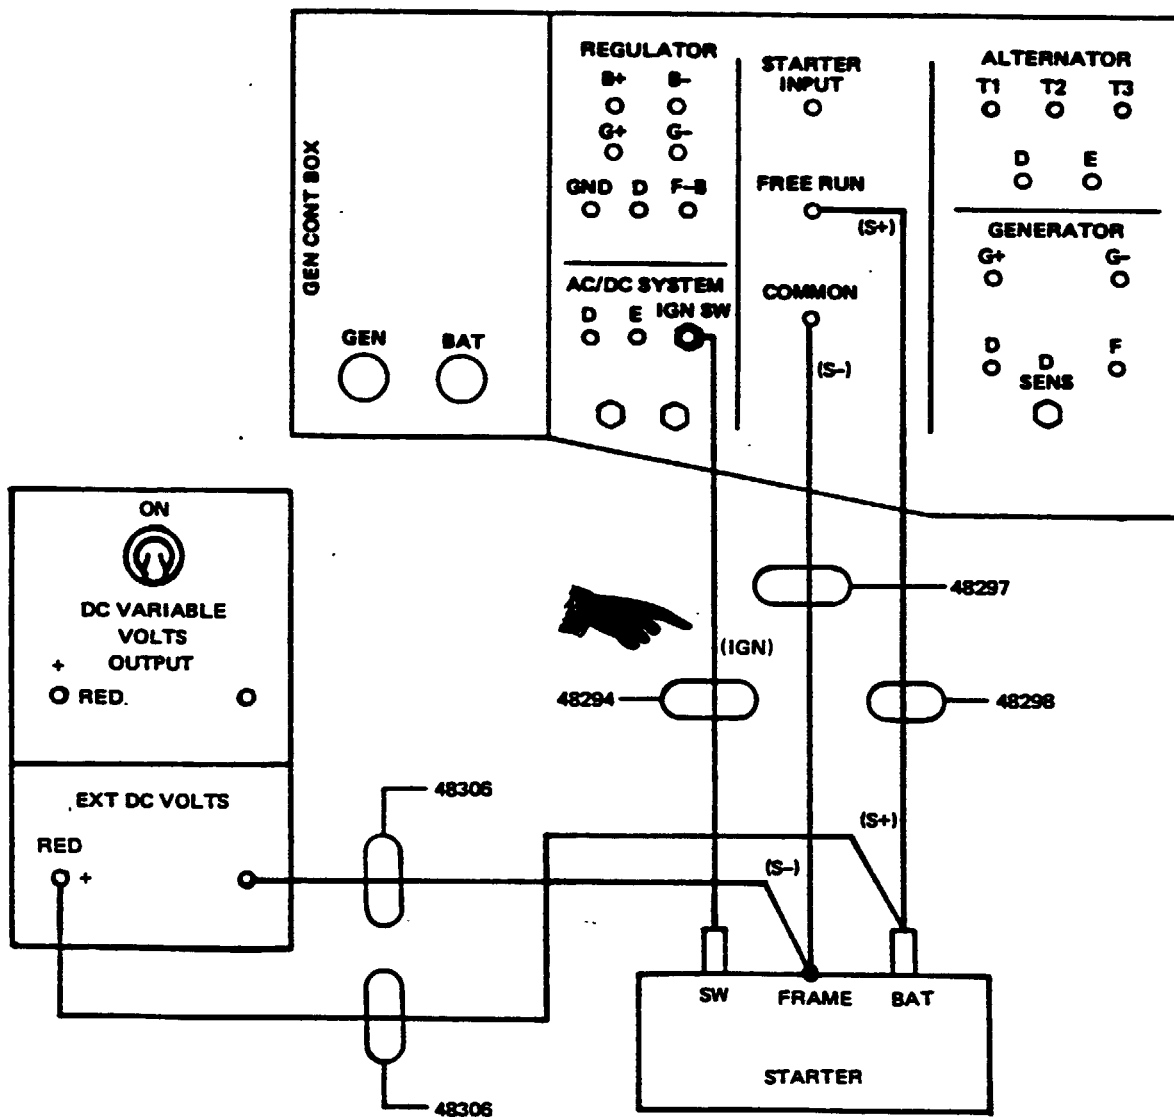 GEN CONT BOX
GEN
BAT
REGULATOR
B+ B-
G+ G-
GND D F-B
AC/DC SYSTEM
D E IGN SW
STARTER
INPUT
FREE RUN
(S+)
COMMON
(S-)
ALTERNATOR
T1 T2 T3
D E
GENERATOR
G+ G-
D
D
SENS
F
ON
DC VARIABLE
VOLTS
OUTPUT
+
RED.
EXT DC VOLTS
RED
+
48297
(IGN)
48294
48298
48306
(S+)
(S-)
48306
SW FRAME BAT
STARTER